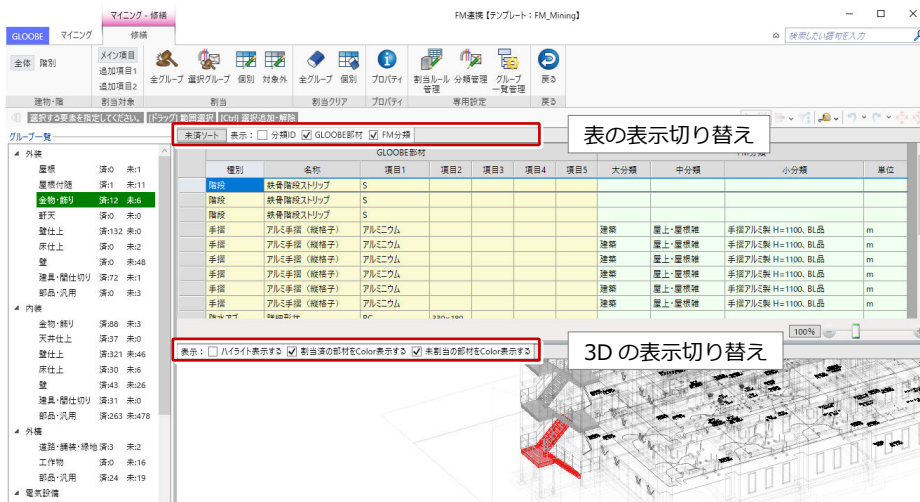 マイニング - 修繕
FM連携【テンプレート：FM_Mining】
GLOOBE マイニング 修繕
検索したい語句を入力
全体 階別
メイン項目
追加項目1
追加項目2
全グループ 選択グループ 個別 対象外
全グループ 個別
プロパティ
割当ルール管理 分類管理 グループ一覧管理
戻る
建物・階 割当対象 割当 割当クリア プロパティ 専用設定 戻る
選択する要素を指定してください。 [ドラッグ] 範囲選択 [Ctrl] 選択追加・解除
グループ一覧
外装
屋根 済:0 未:1
屋根付随 済:1 未:11
金物・飾り 済:12 未:6
軒天 済:0 未:0
壁仕上 済:132 未:0
床仕上 済:0 未:2
壁 済:0 未:48
建具・間仕切り 済:72 未:1
部品・汎用 済:0 未:3
内装
金物・飾り 済:88 未:3
天井仕上 済:37 未:0
壁仕上 済:321 未:46
床仕上 済:30 未:6
壁 済:43 未:26
建具・間仕切り 済:31 未:0
部品・汎用 済:263 未:478
外構
道路・舗装・緑地 済:3 未:2
工作物 済:0 未:16
部品・汎用 済:24 未:19
電気設備
未済ソート 表示： 分類ID GLOOBE部材 FM分類
表の表示切り替え
GLOOBE部材 FM分類
種別 名称 項目1 項目2 項目3 項目4 項目5 大分類 中分類 小分類 単位
階段 鉄骨階段ストリップ S
階段 鉄骨階段ストリップ S
階段 鉄骨階段ストリップ S
手摺 アルミ手摺（縦格子） アルミニウム 建築 屋上・屋根雑 手摺アルミ製 H=1100、BL品 m
手摺 アルミ手摺（縦格子） アルミニウム 建築 屋上・屋根雑 手摺アルミ製 H=1100、BL品 m
手摺 アルミ手摺（縦格子） アルミニウム 建築 屋上・屋根雑 手摺アルミ製 H=1100、BL品 m
手摺 アルミ手摺（縦格子） アルミニウム 建築 屋上・屋根雑 手摺アルミ製 H=1100、BL品 m
手摺 アルミ手摺（縦格子） アルミニウム 建築 屋上・屋根雑 手摺アルミ製 H=1100、BL品 m
100%
表示： ハイライト表示する 割当済の部材をColor表示する 未割当の部材をColor表示する
3D の表示切り替え